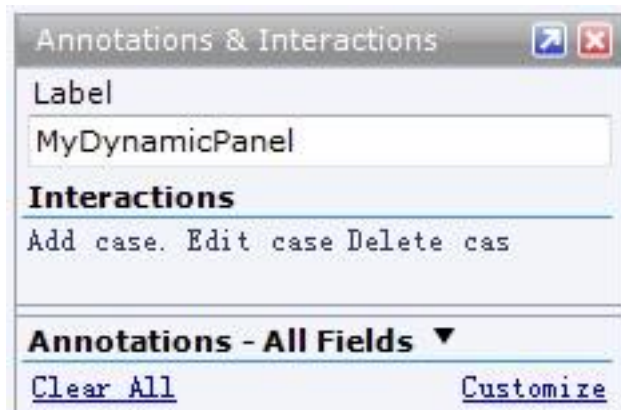 Annotations & Interactions
Label
MyDynamicPanel
Interactions
Add case. Edit case Delete cas
Annotations - All Fields ▼
Clear All Customize